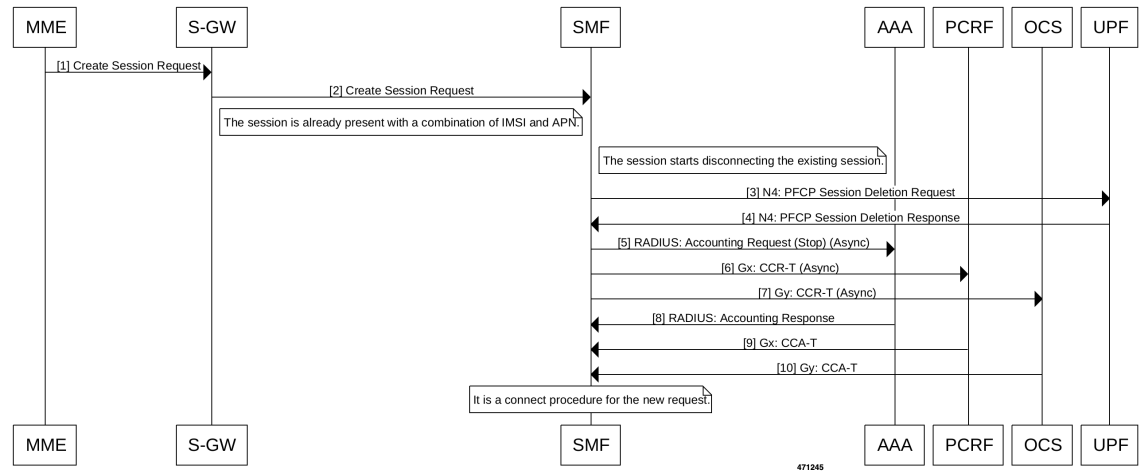 MME S-GW SMF AAA PCRF OCS UPF
[1] Create Session Request
[2] Create Session Request
The session is already present with a combination of IMSI and APN.
The session starts disconnecting the existing session.
[3] N4: PFCP Session Deletion Request
[4] N4: PFCP Session Deletion Response
[5] RADIUS: Accounting Request (Stop) (Async)
[6] Gx: CCR-T (Async)
[7] Gy: CCR-T (Async)
[8] RADIUS: Accounting Response
[9] Gx: CCA-T
[10] Gy: CCA-T
It is a connect procedure for the new request.
MME S-GW SMF AAA PCRF OCS UPF
471245